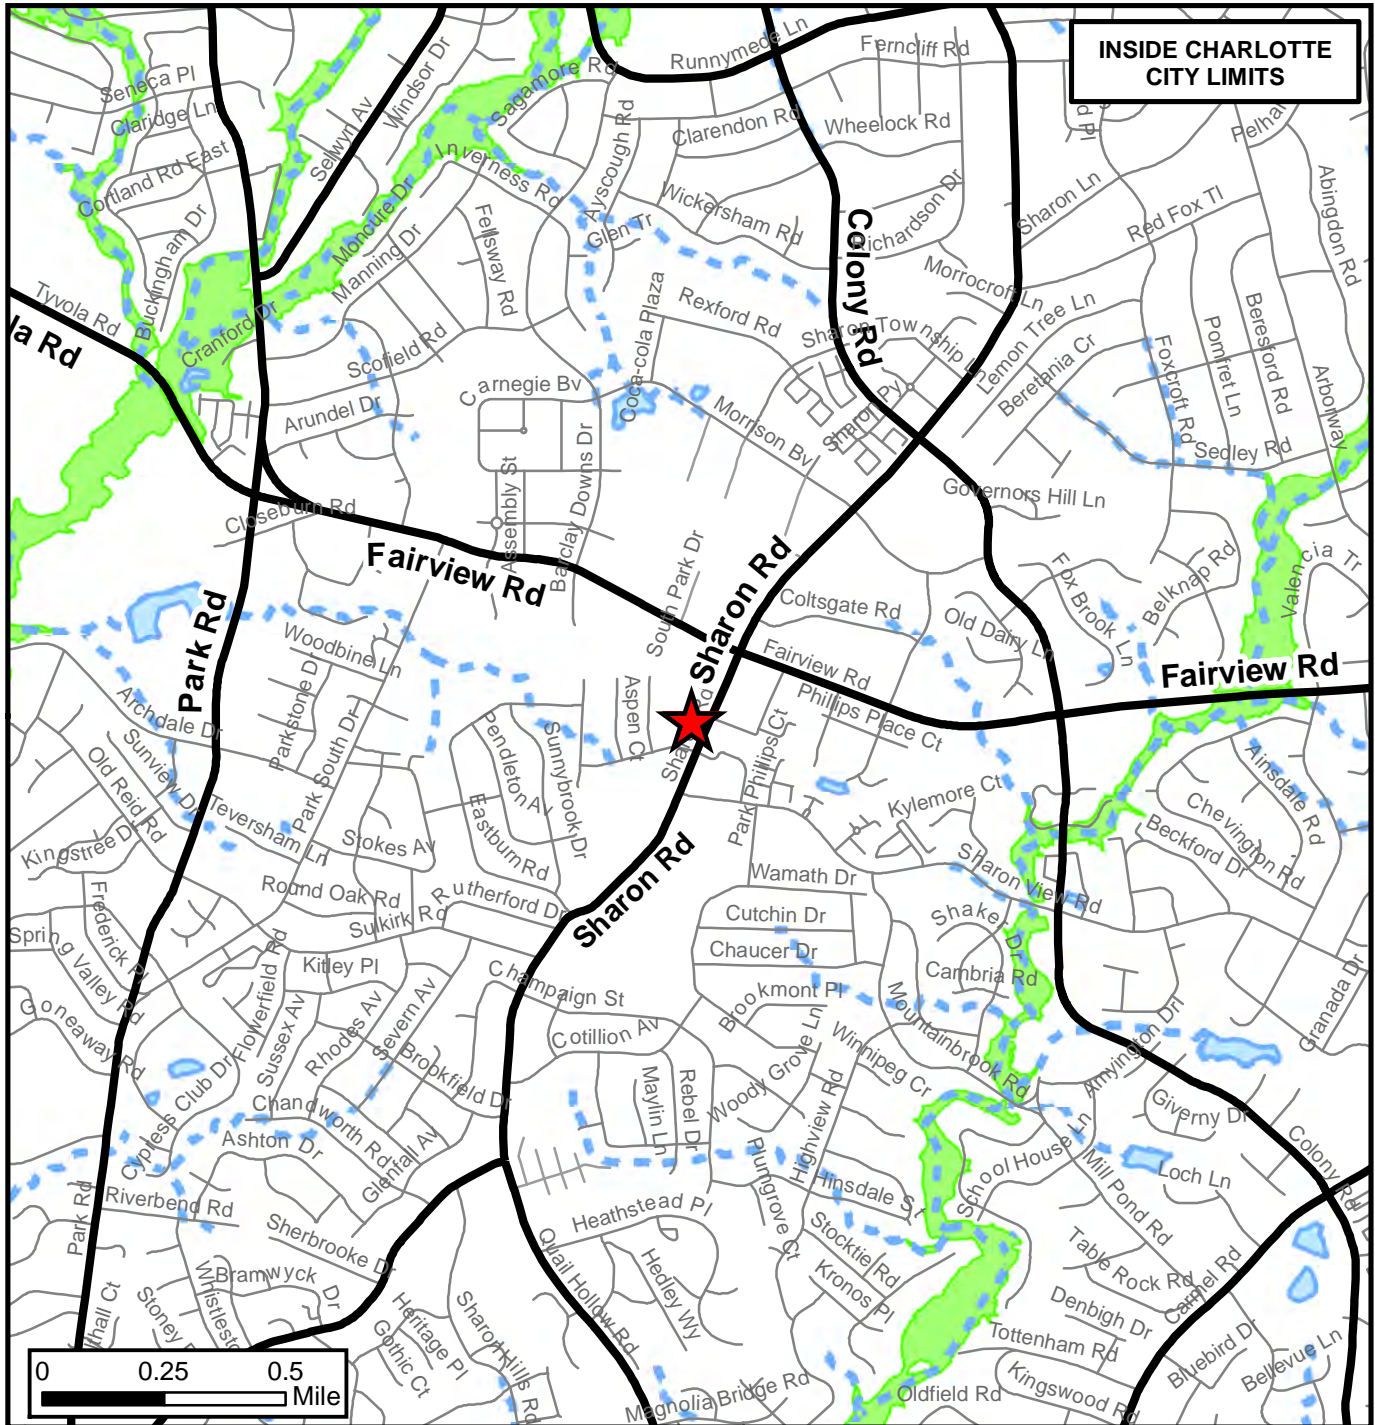 INSIDE CHARLOTTE
CITY LIMITS
Runnymede Ln
Ferncliff Rd
Seneca Pl
Claridge Ln
Selwyn Av
Windsor Dr
Sagamore Rd
Clarendon Rd
Wheelock Rd
Pelha
Cortland Rd East
Inverness Rd
Ayscough Rd
Wickersham Rd
Richardson Dr
Sharon Ln
Red Fox Tl
Abingdon Rd
Buckingham Dr
Moncure Dr
Manning Dr
Fellsway Rd
Glen Tr
Colony Rd
Morrocroft Ln
Tyvola Rd
la Rd
Cranford Dr
Scofield Rd
Coca-cola Plaza
Rexford Rd
Sharon Township Ln
Lemon Tree Ln
Beretania Cr
Foxcroft Rd
Pomfret Ln
Beresford Rd
Arborway
Carnegie Bv
Arundel Dr
Morrison Bv
Sharon Py
Sedley Rd
Closeburn Rd
Assembly St
Barclay Downs Dr
Governors Hill Ln
Fairview Rd
South Park Dr
Sharon Rd
Coltsgate Rd
Old Dairy Ln
Fox Brook Ln
Belknap Rd
Valencia Tr
Park Rd
Woodbine Ln
Fairview Rd
Fairview Rd
Phillips Place Ct
Archdale Dr
Parkstone Dr
Park South Dr
Pendleton Av
Sunnybrook Dr
Aspen Ct
Park Phillips Ct
Sunview Dr
Old Reid Rd
Teversham Ln
Stokes Av
Eastburn Rd
Kylemore Ct
Ainsdale Rd
Chevington Rd
Beckford Dr
Kingstree Dr
Sharon Rd
Wamath Dr
Sharon View Rd
Round Oak Rd
Rutherford Dr
Sulkirk Rd
Cutchin Dr
Shaker Dr
Frederick Pl
Spring Valley Rd
Kitley Pl
Chaucer Dr
Cambria Rd
Champaign St
Brookmont Pl
Granada Dr
Goneaway Rd
Flowerfield Rd
Sussex Av
Rhodes Av
Severn Av
Cotillion Av
Mountainbrook Rd
Winnipeg Cr
Amyington Dr
Cypress Club Dr
Brookfield Dr
Maylin Ln
Rebel Dr
Woody Grove Ln
Highview Rd
Giverny Dr
Chandworth Rd
Ashton Dr
Glenfall Av
Plumgrove Ct
Hinsdale St
School House Ln
Mill Pond Rd
Loch Ln
Colony Rd
Park Rd
Riverbend Rd
Sherbrooke Dr
Heathstead Pl
Stocktie Rd
Kronos Pl
Table Rock Rd
Carmel Rd
Bramwyck Dr
Quail Hollow Rd
Hedley Wy
Denbigh Dr
Tottenham Rd
Heritage Pl
Gothic Ct
Sharon Hills Rd
Bluebird Dr
Bellevue Ln
Magnolia Bridge Rd
Oldfield Rd
Kingswood Rd
0 0.25 0.5
Mile